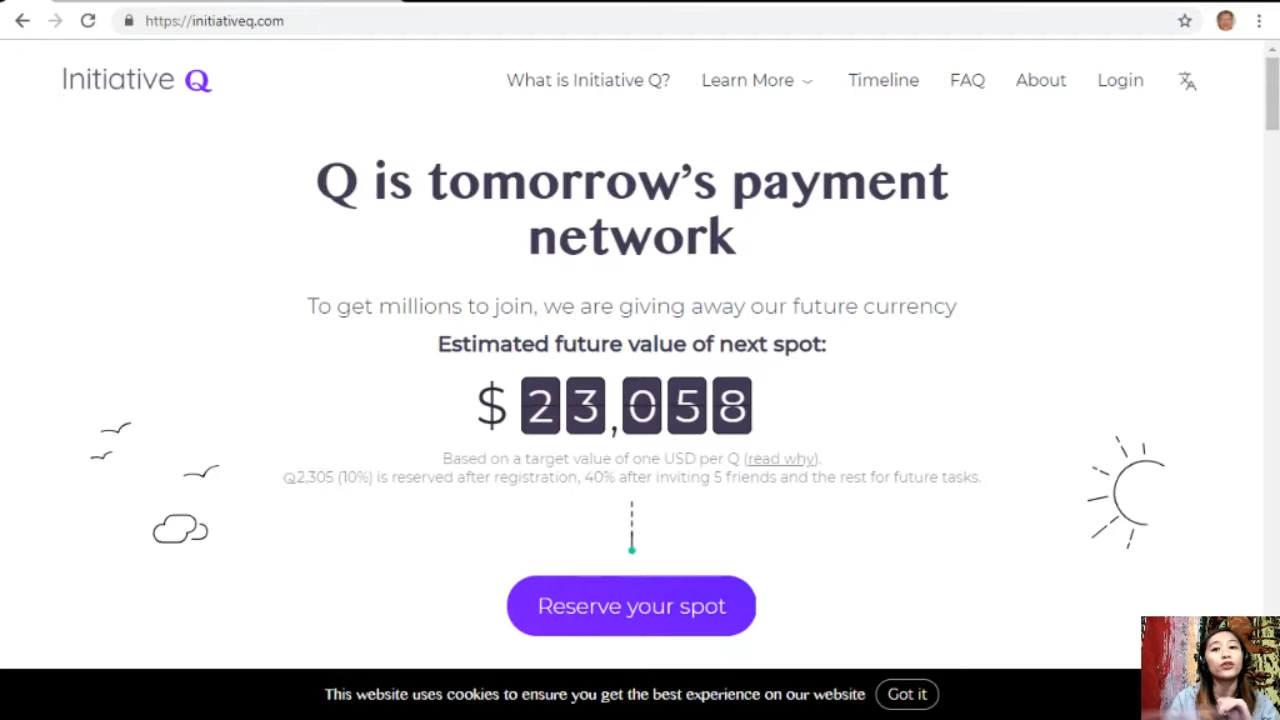 https://initiativeq.com
Initiative Q
What is Initiative Q? Learn More Timeline FAQ About Login
Q is tomorrow's payment
network
To get millions to join, we are giving away our future currency
Estimated future value of next spot:
$ 23,058
Based on a target value of one USD per Q (read why).
Q2,305 (10%) is reserved after registration, 40% after inviting 5 friends and the rest for future tasks.
Reserve your spot
This website uses cookies to ensure you get the best experience on our website Got it